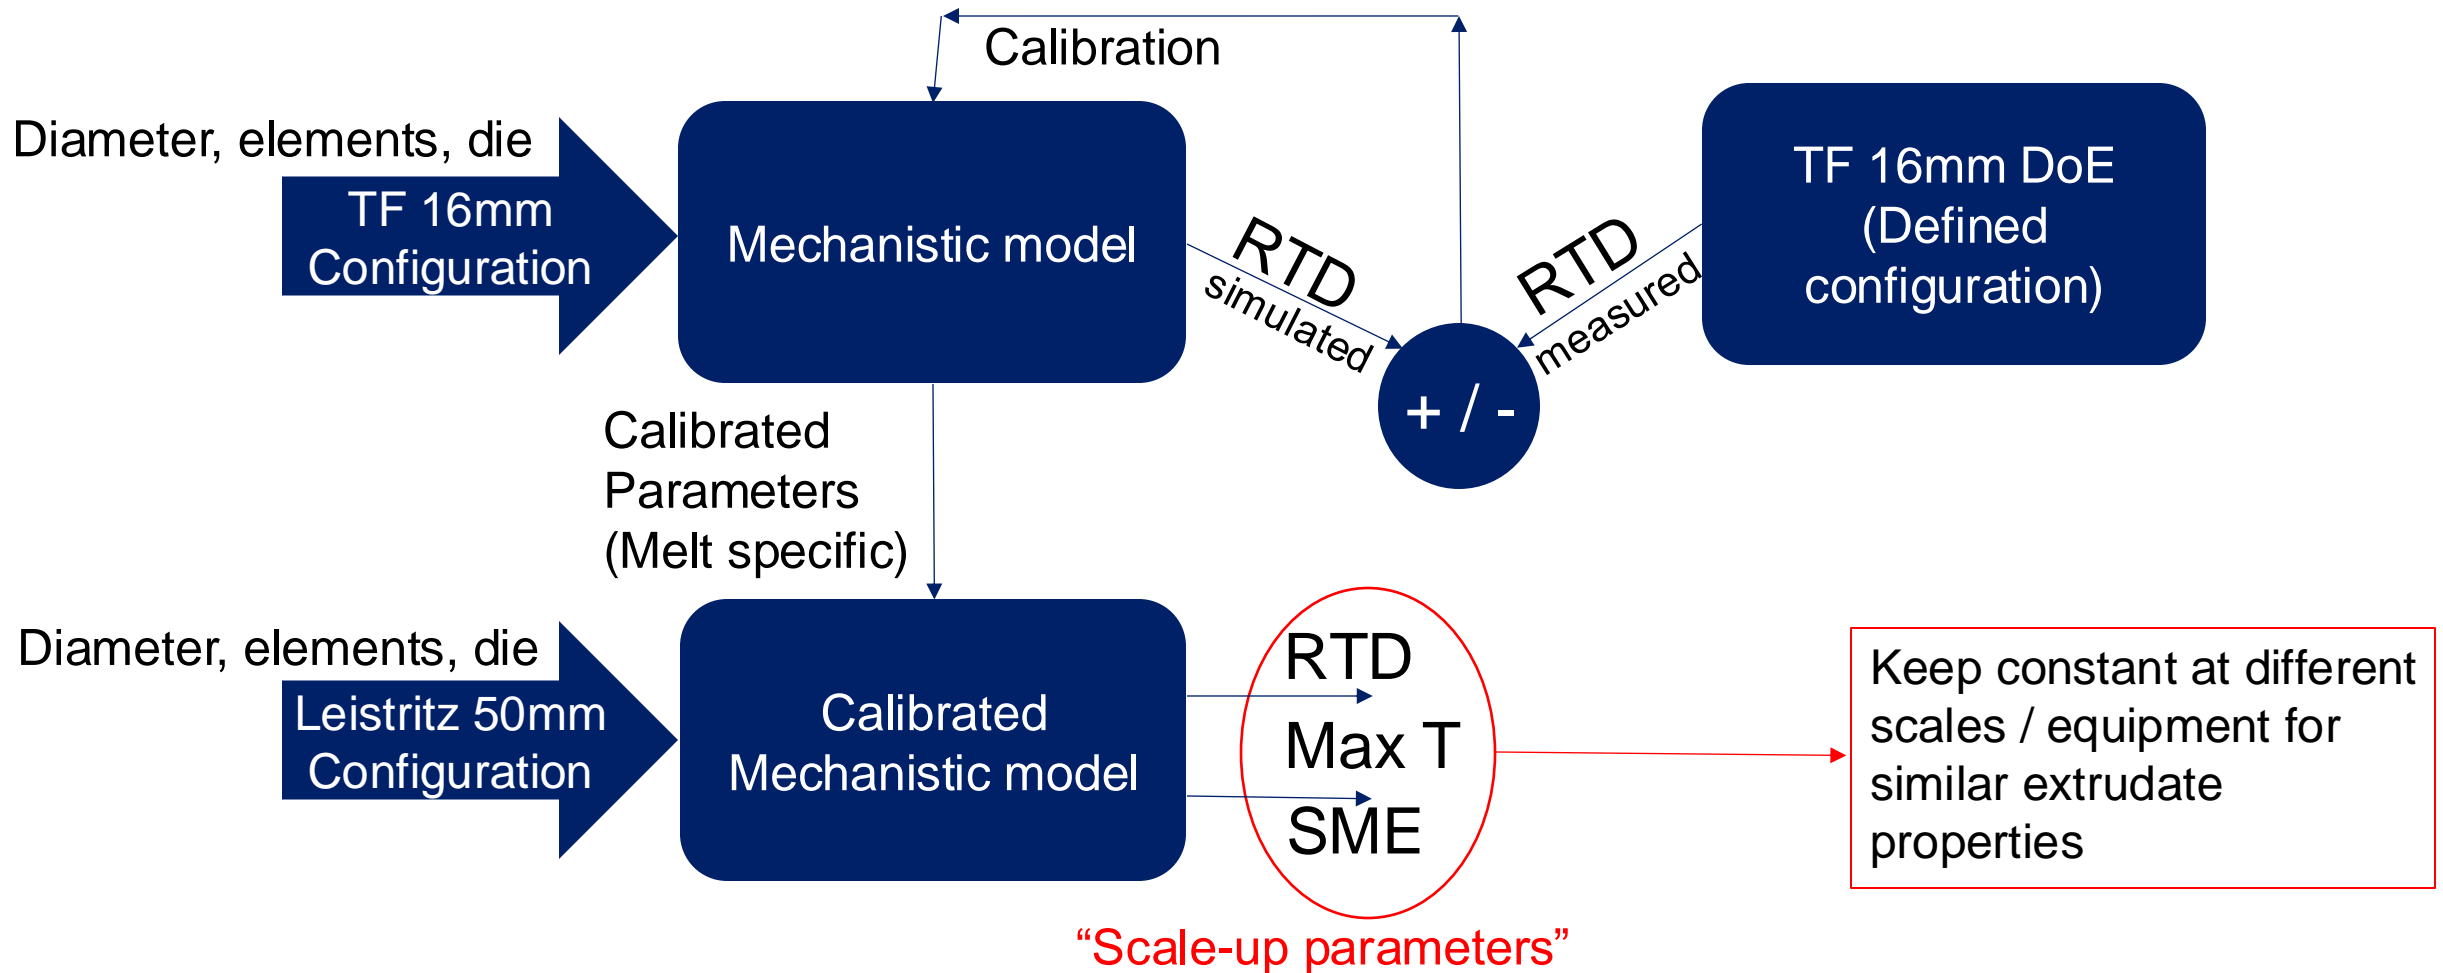 Calibration
Diameter, elements, die
TF 16mm
Configuration
Mechanistic model
RTD
simulated
RTD
measured
TF 16mm DoE
(Defined
configuration)
+ / -
Calibrated
Parameters
(Melt specific)
Diameter, elements, die
Leistritz 50mm
Configuration
Calibrated
Mechanistic model
RTD
Max T
SME
Keep constant at different
scales / equipment for
similar extrudate
properties
“Scale-up parameters”